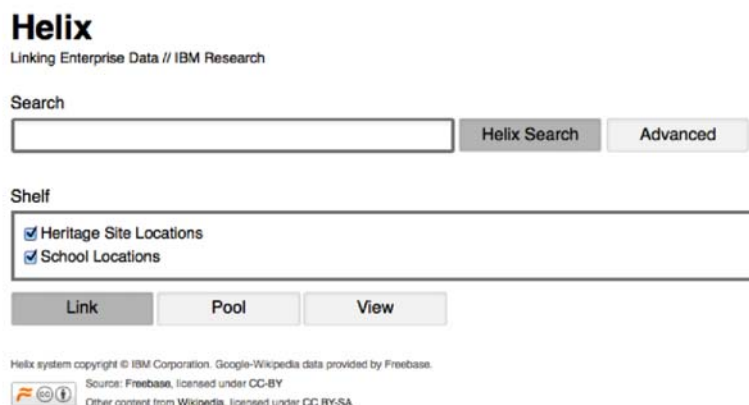 Helix
Linking Enterprise Data // IBM Research
Search
Helix Search Advanced
Shelf
Heritage Site Locations
School Locations
Link Pool View
Helix system copyright © IBM Corporation. Google-Wikipedia data provided by Freebase.
Source: Freebase, licensed under CC-BY
Other content from Wikipedia, licensed under CC BY-SA